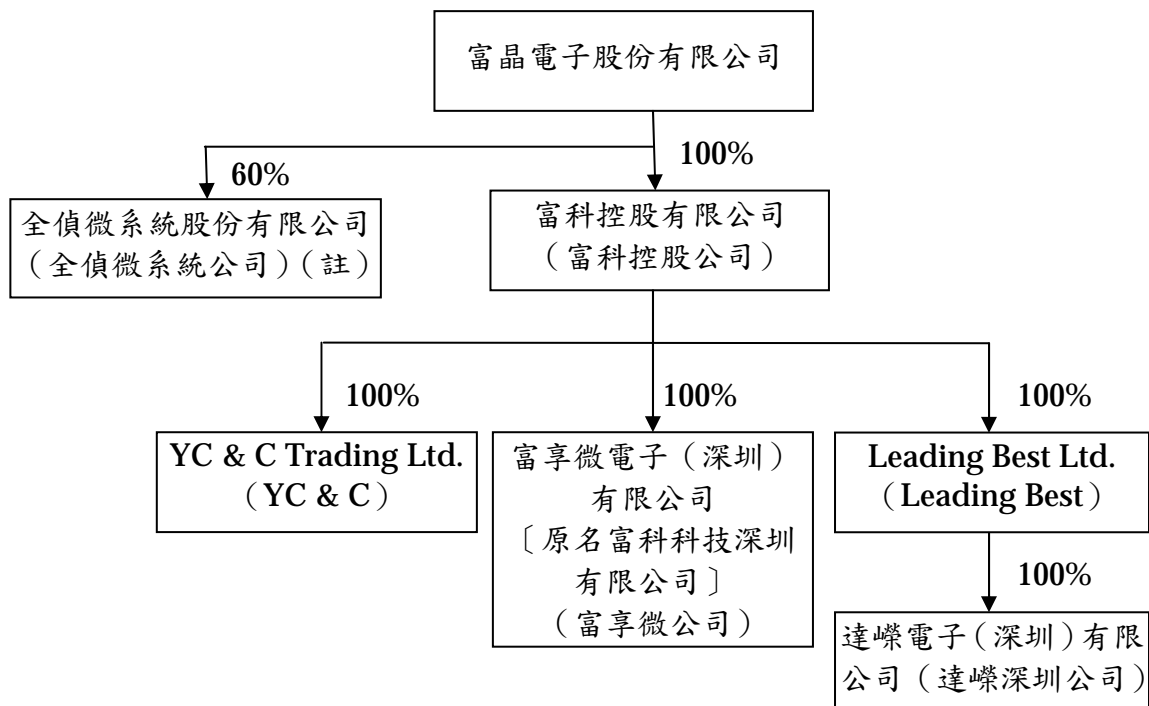 富晶電子股份有限公司
60%
100%
全偵微系統股份有限公司
（全偵微系統公司）（註）
富科控股有限公司
（富科控股公司）
100%
100%
100%
YC & C Trading Ltd.
（YC & C）
富享微電子（深圳）
有限公司
〔原名富科科技深圳
有限公司〕
（富享微公司）
Leading Best Ltd.
（Leading Best）
100%
達嶸電子（深圳）有限
公司（達嶸深圳公司）